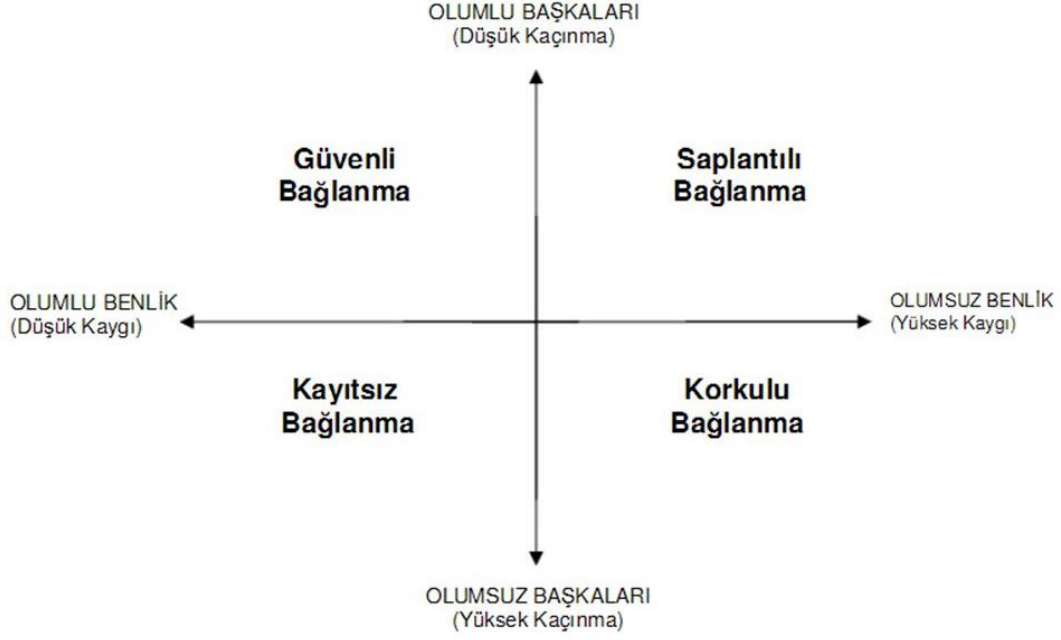 OLUMLU BAŞKALARI
(Düşük Kaçınma)
Güvenli
Bağlanma
Saplantılı
Bağlanma
OLUMLU BENLİK
(Düşük Kaygı)
OLUMSUZ BENLİK
(Yüksek Kaygı)
Kayıtsız
Bağlanma
Korkulu
Bağlanma
OLUMSUZ BAŞKALARI
(Yüksek Kaçınma)